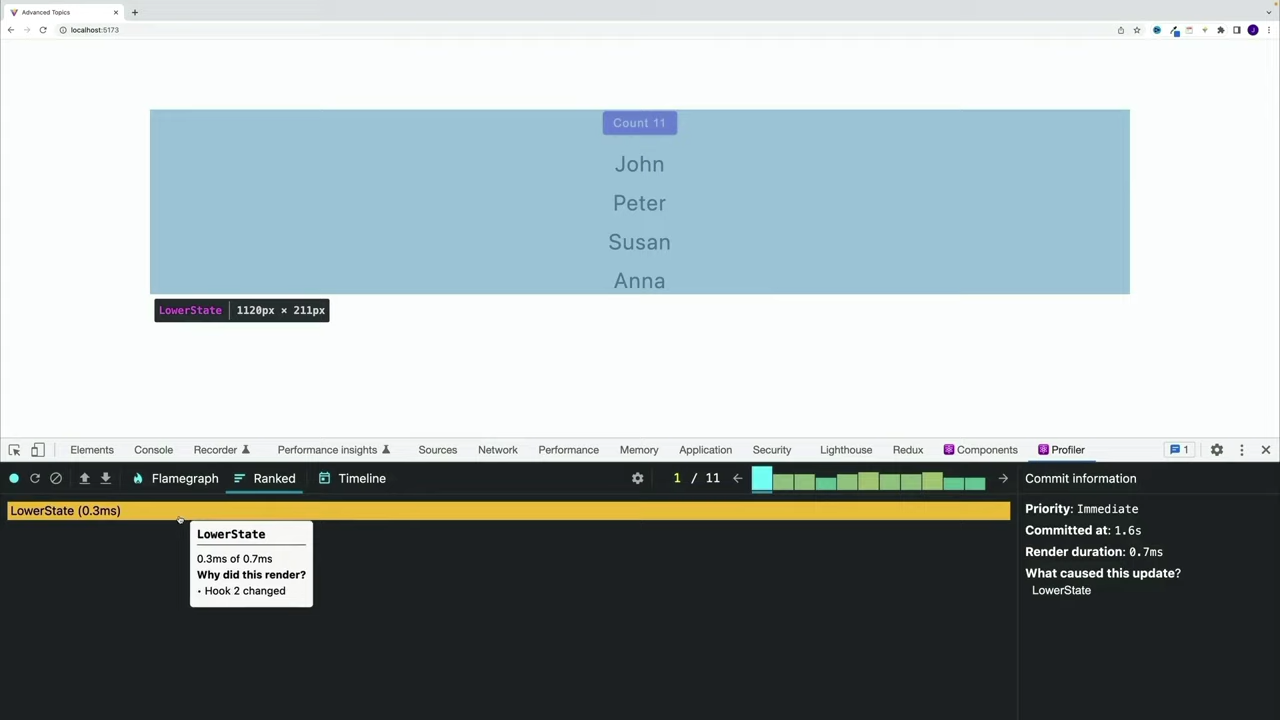 Advanced Topics
localhost:5173
J
Count 11
John
Peter
Susan
Anna
LowerState 1120px × 211px
Elements Console Recorder Performance insights Sources Network Performance Memory Application Security Lighthouse Redux Components Profiler 1
Flamegraph Ranked Timeline 1 / 11 Commit information
LowerState (0.3ms)
LowerState
0.3ms of 0.7ms
Why did this render?
• Hook 2 changed
Priority: Immediate
Committed at: 1.6s
Render duration: 0.7ms
What caused this update?
LowerState